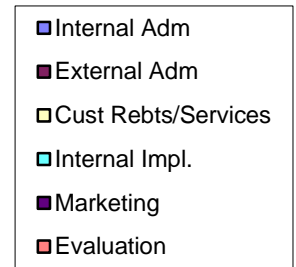 Internal Adm
External Adm
Cust Rebts/Services
Internal Impl.
Marketing
Evaluation